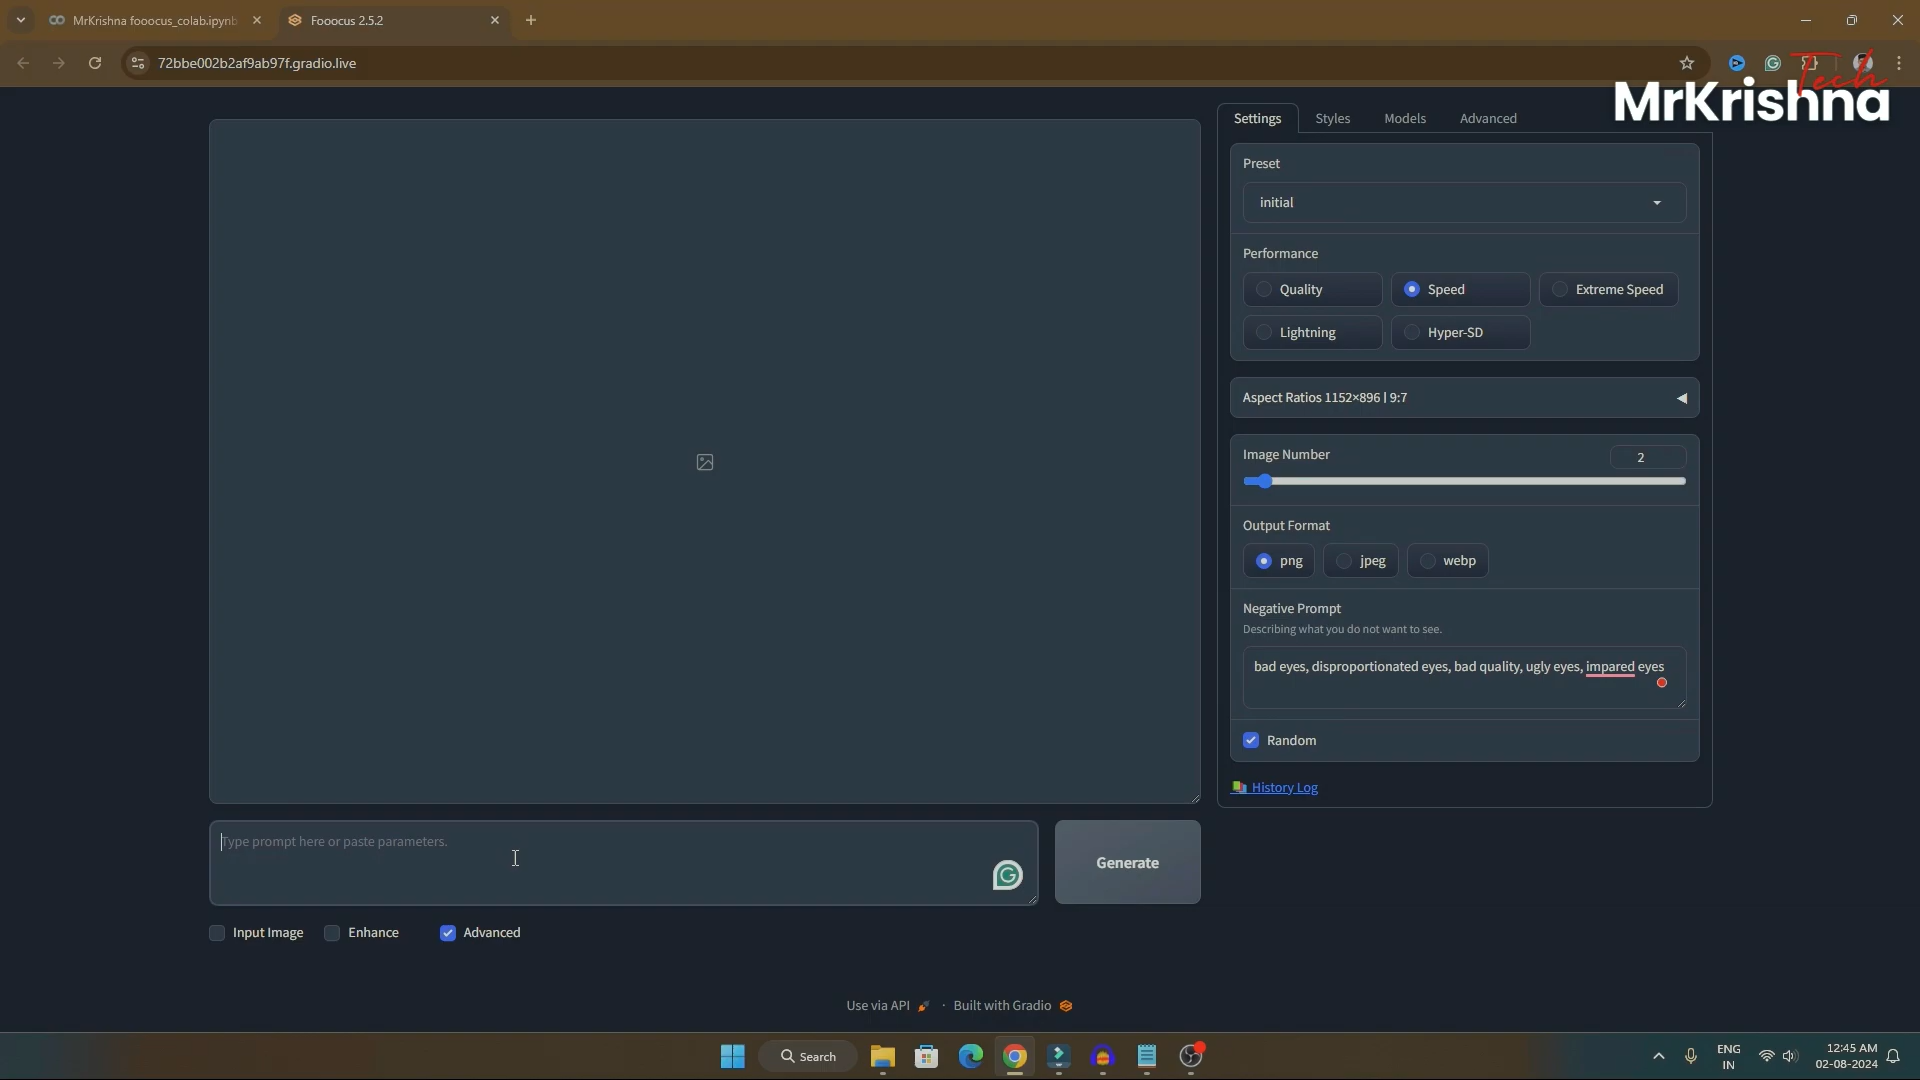 MrKrishna fooocus_colab.ipynb
Fooocus 2.5.2
72bbe002b2af9ab97f.gradio.live
Tech
MrKrishna
Settings
Styles
Models
Advanced
Preset
initial
Performance
Quality
Speed
Extreme Speed
Lightning
Hyper-SD
Aspect Ratios 1152×896 | 9:7
Image Number
2
Output Format
png
jpeg
webp
Negative Prompt
Describing what you do not want to see.
bad eyes, disproportionated eyes, bad quality, ugly eyes, impared eyes
Random
History Log
Type prompt here or paste parameters.
Generate
Input Image
Enhance
Advanced
Use via API · Built with Gradio
Search
ENG
IN
12:45 AM
02-08-2024